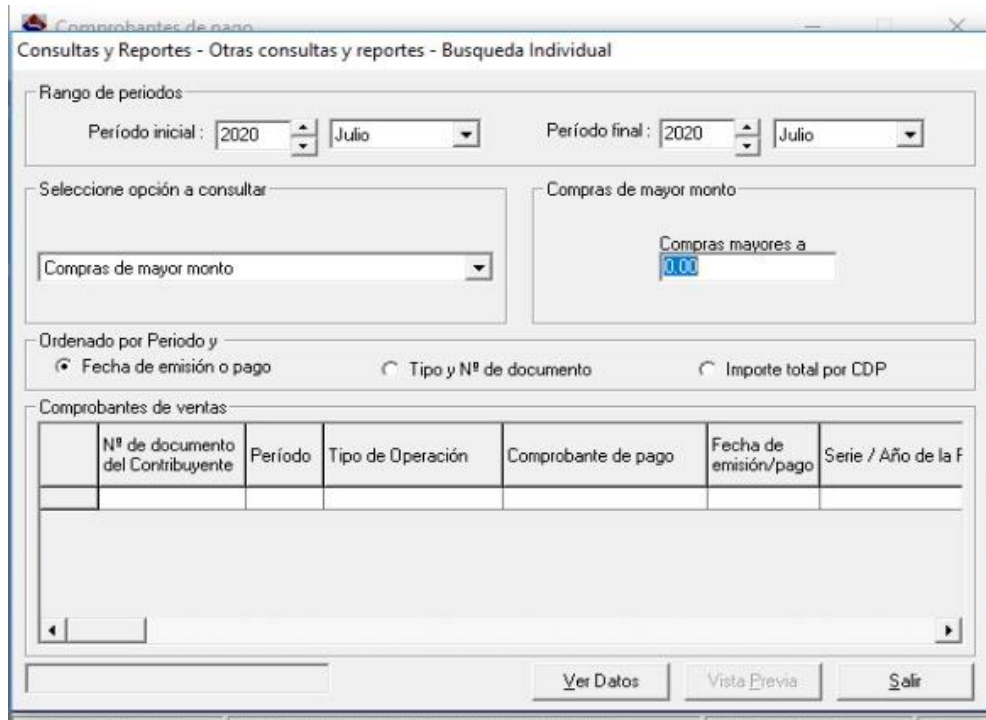 Comprobantes de pago
Consultas y Reportes - Otras consultas y reportes - Busqueda Individual
Rango de periodos
Período inicial : 2020 Julio Período final : 2020 Julio
Seleccione opción a consultar
Compras de mayor monto
Compras de mayor monto
Compras mayores a
0.00
Ordenado por Periodo y
Fecha de emisión o pago Tipo y Nº de documento Importe total por CDP
Comprobantes de ventas
Nº de documento del Contribuyente Período Tipo de Operación Comprobante de pago Fecha de emisión/pago Serie / Año de la
Ver Datos Vista Previa Salir